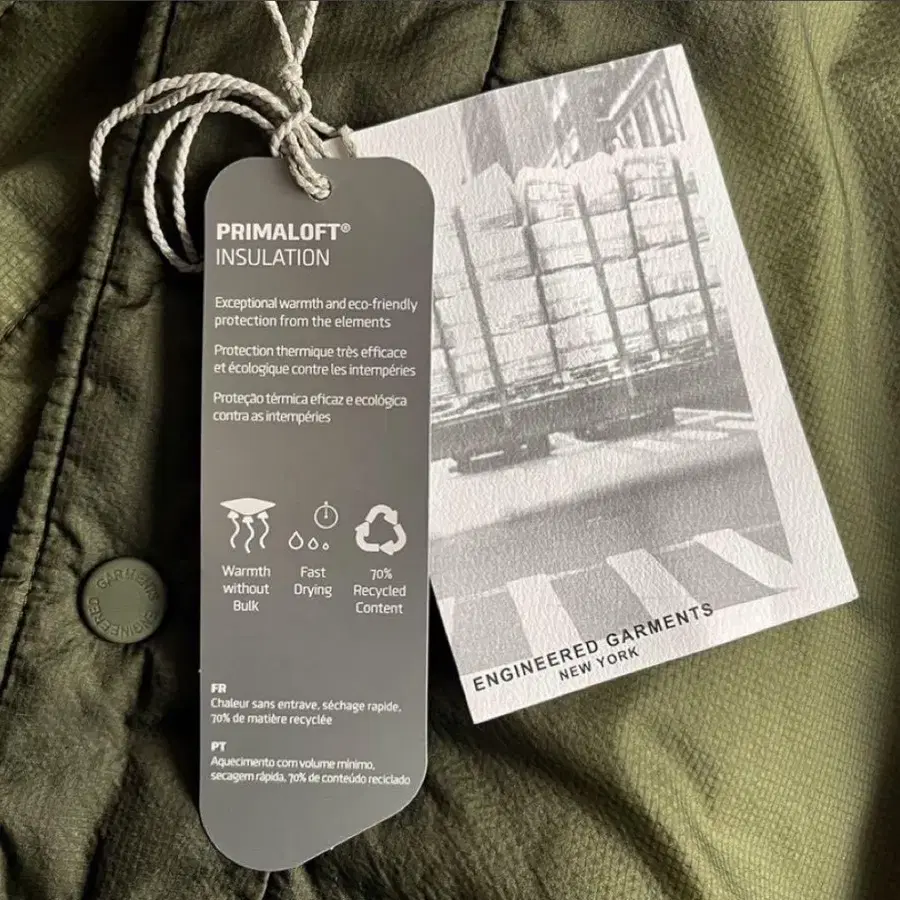 PRIMALOFT®
INSULATION
Exceptional warmth and eco-friendly
protection from the elements
Protection thermique très efficace
et écologique contre les intempéries
Proteção térmica eficaz e ecológica
contra as intempéries
Warmth
without
Bulk
Fast
Drying
70%
Recycled
Content
FR
Chaleur sans entrave, séchage rapide,
70% de matière recyclée
PT
Aquecimento com volume mínimo,
secagem rápida, 70% de conteúdo reciclado
ENGINEERED GARMENTS
NEW YORK
ENGINEERED GARMENTS